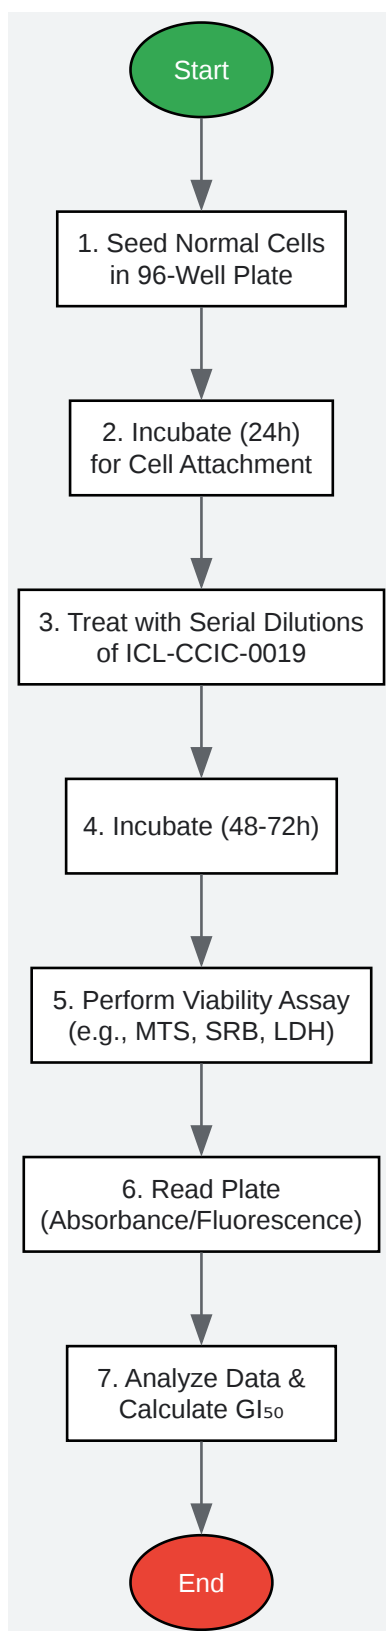 Start
1. Seed Normal Cells
in 96-Well Plate
2. Incubate (24h)
for Cell Attachment
3. Treat with Serial Dilutions
of ICL-CCIC-0019
4. Incubate (48-72h)
5. Perform Viability Assay
(e.g., MTS, SRB, LDH)
6. Read Plate
(Absorbance/Fluorescence)
7. Analyze Data &
Calculate GI₅₀
End